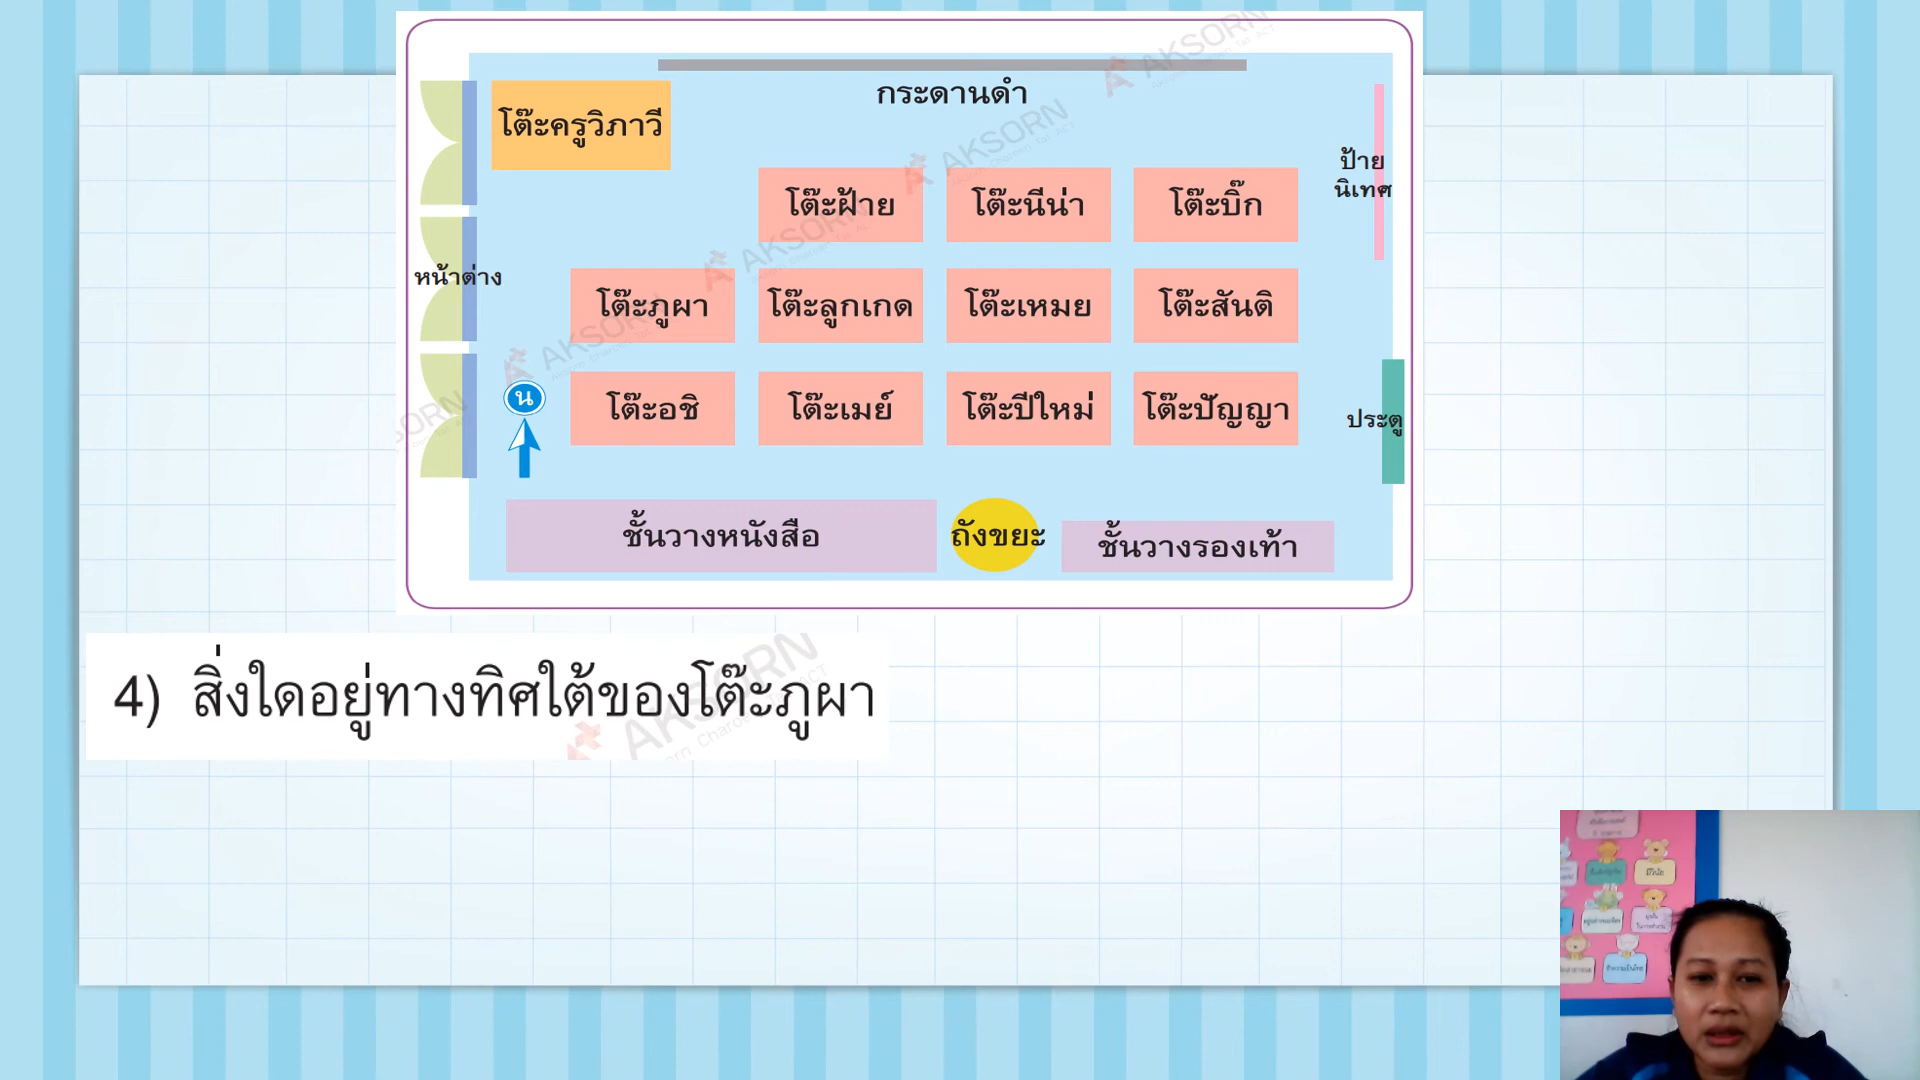 กระดานดำ
โต๊ะครูวิภาวี
ป้าย
นิเทศ
โต๊ะฝ้าย
โต๊ะนีน่า
โต๊ะบิ๊ก
หน้าต่าง
โต๊ะภูผา
โต๊ะลูกเกด
โต๊ะเหมย
โต๊ะสันติ
น
โต๊ะอชิ
โต๊ะเมย์
โต๊ะปีใหม่
โต๊ะปัญญา
ประตู
ชั้นวางหนังสือ
ถังขยะ
ชั้นวางรองเท้า
AKSORN
AKSORN
AKSORN
AKSORN
4) สิ่งใดอยู่ทางทิศใต้ของโต๊ะภูผา
AKSORN